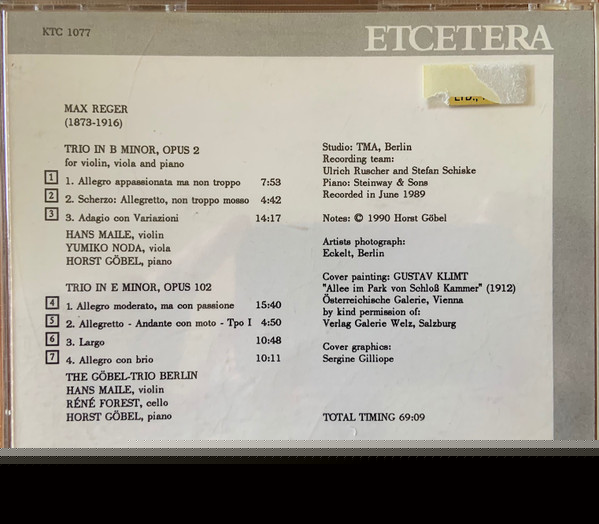 KTC 1077
ETCETERA
MAX REGER
(1873-1916)
TRIO IN B MINOR, OPUS 2
for violin, viola and piano
1 1. Allegro appassionata ma non troppo 7:53
2 2. Scherzo: Allegretto, non troppo mosso 4:42
3 3. Adagio con Variazioni 14:17
HANS MAILE, violin
YUMIKO NODA, viola
HORST GÖBEL, piano
TRIO IN E MINOR, OPUS 102
4 1. Allegro moderato, ma con passione 15:40
5 2. Allegretto - Andante con moto - Tpo I 4:50
6 3. Largo 10:48
7 4. Allegro con brio 10:11
THE GÖBEL-TRIO BERLIN
HANS MAILE, violin
RÉNÉ FOREST, cello
HORST GÖBEL, piano
LTD.,
Studio: TMA, Berlin
Recording team:
Ulrich Ruscher and Stefan Schiske
Piano: Steinway & Sons
Recorded in June 1989
Notes: © 1990 Horst Göbel
Artists photograph:
Eckelt, Berlin
Cover painting: GUSTAV KLIMT
"Allee im Park von Schloß Kammer" (1912)
Österreichische Galerie, Vienna
by kind permission of:
Verlag Galerie Welz, Salzburg
Cover graphics:
Sergine Gilliope
TOTAL TIMING 69:09